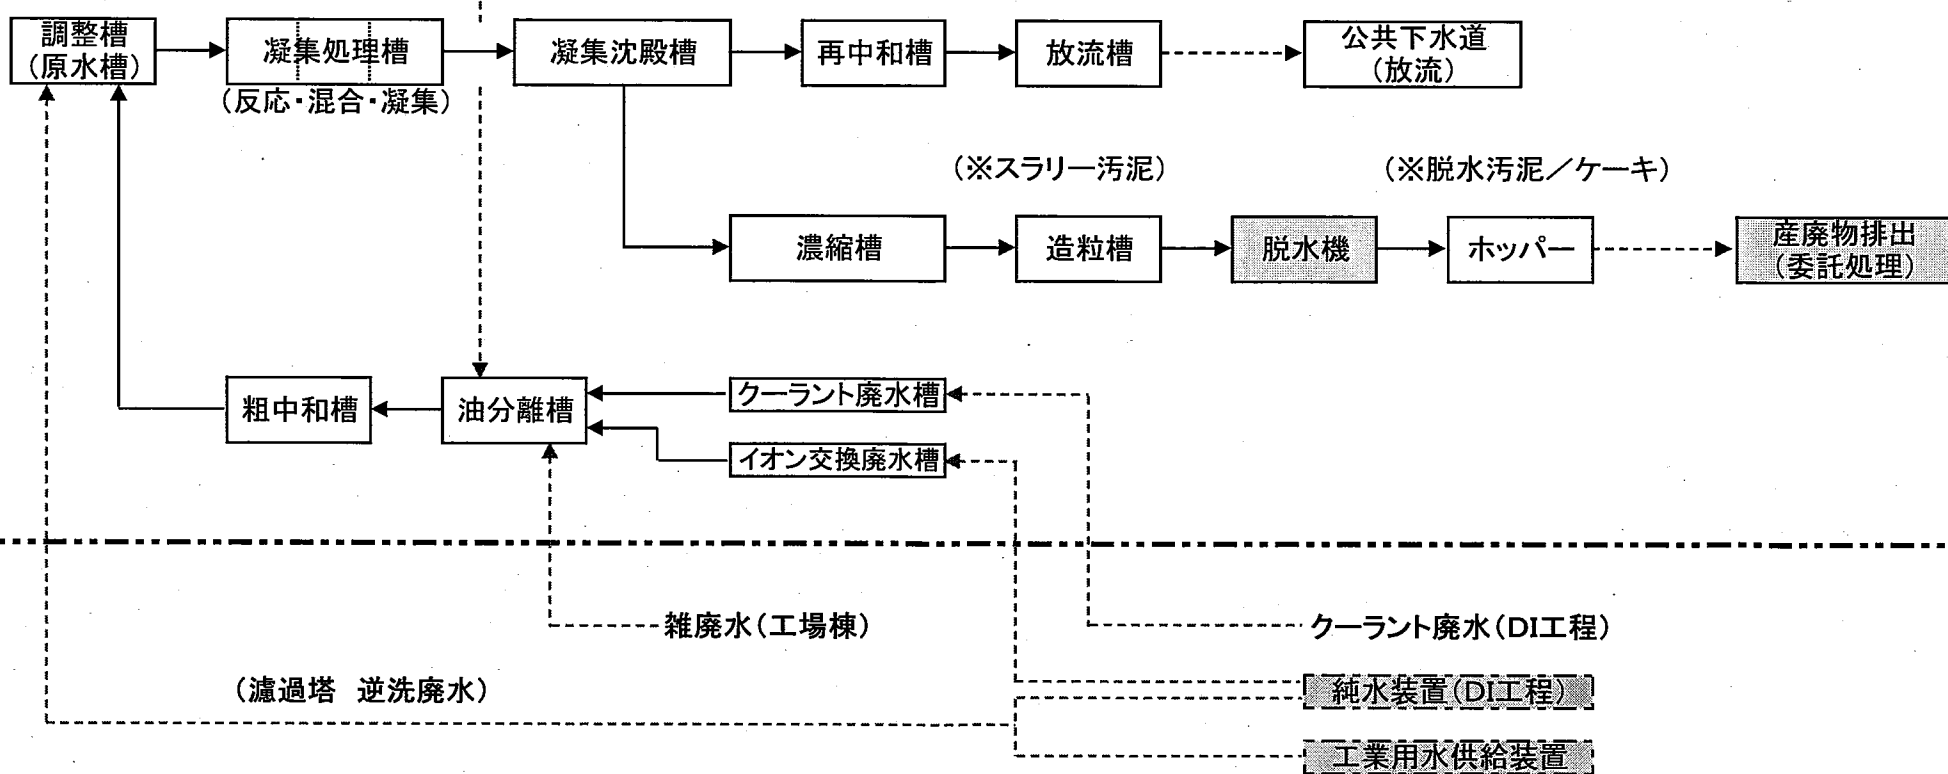 調整槽
(原水槽)
凝集処理槽
(反応・混合・凝集)
凝集沈殿槽
再中和槽
放流槽
公共下水道
(放流)
(※スラリー汚泥)
(※脱水汚泥/ケーキ)
濃縮槽
造粒槽
脱水機
ホッパー
産廃物排出
(委託処理)
粗中和槽
油分離槽
クーラント廃水槽
イオン交換廃水槽
雑廃水(工場棟)
クーラント廃水(DI工程)
(濾過塔 逆洗廃水)
純水装置(DI工程)
工業用水供給装置